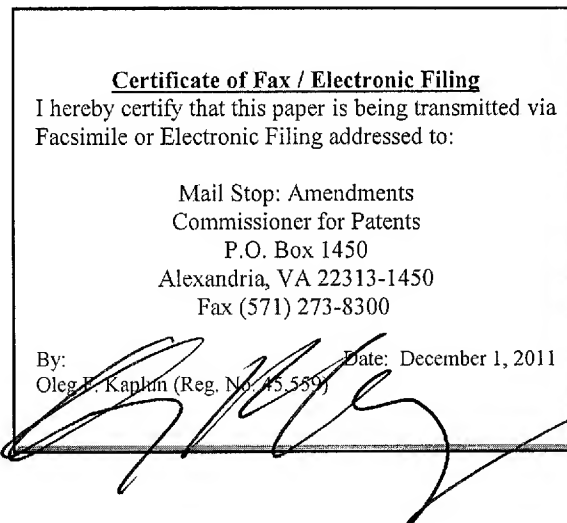 Certificate of Fax / Electronic Filing
I hereby certify that this paper is being transmitted via
Facsimile or Electronic Filing addressed to:
Mail Stop: Amendments
Commissioner for Patents
P.O. Box 1450
Alexandria, VA 22313-1450
Fax (571) 273-8300
By: Date: December 1, 2011
Oleg F. Kaplun (Reg. No. 45,559)